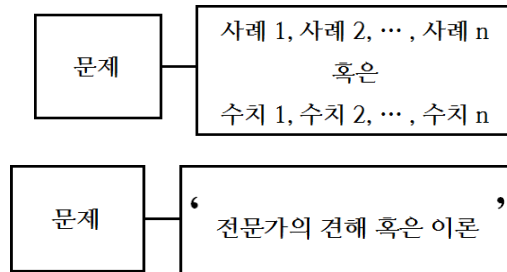 문제
사례 1, 사례 2, ⋯ , 사례 n
혹은
수치 1, 수치 2, ⋯ , 수치 n
문제
‘전문가의 견해 혹은 이론’